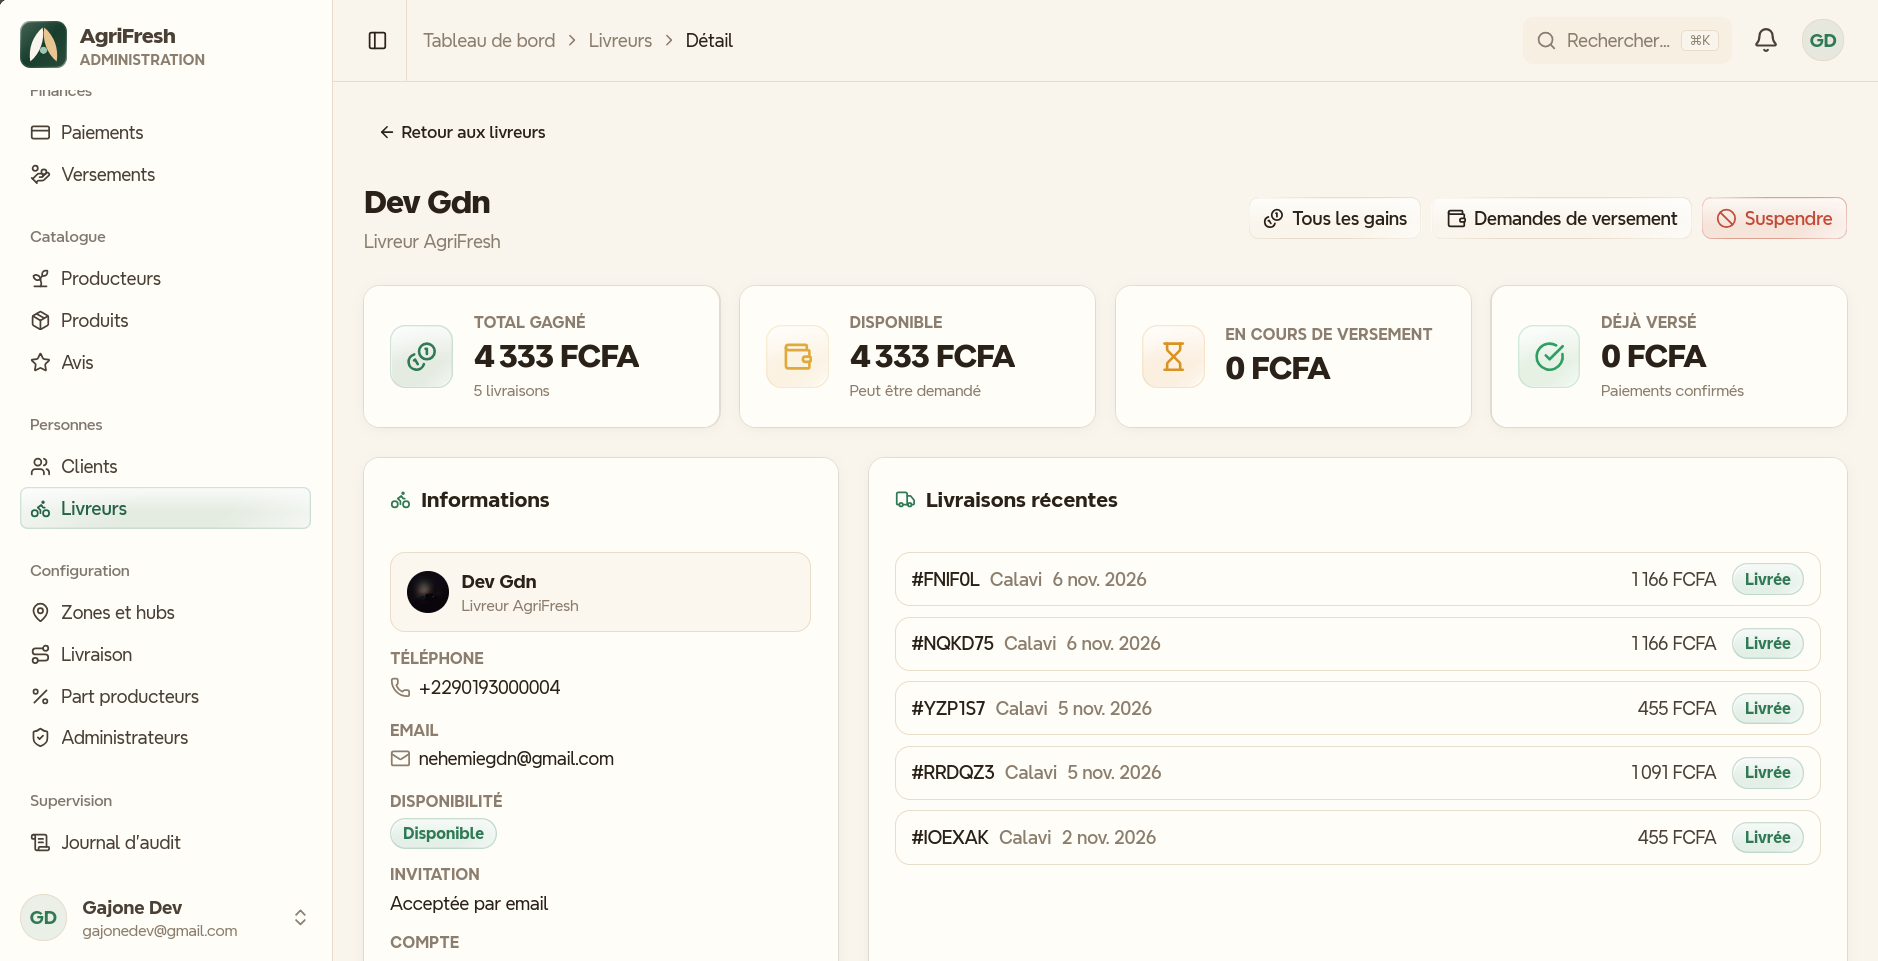 AgriFresh
ADMINISTRATION
Finances
Paiements
Versements
Catalogue
Producteurs
Produits
Avis
Personnes
Clients
Livreurs
Configuration
Zones et hubs
Livraison
Part producteurs
Administrateurs
Supervision
Journal d'audit
GD
Gajone Dev
gajonedev@gmail.com
Tableau de bord > Livreurs > Détail
Rechercher... ⌘K
GD
← Retour aux livreurs
Dev Gdn
Livreur AgriFresh
Tous les gains
Demandes de versement
Suspendre
TOTAL GAGNÉ
4 333 FCFA
5 livraisons
DISPONIBLE
4 333 FCFA
Peut être demandé
EN COURS DE VERSEMENT
0 FCFA
DÉJÀ VERSÉ
0 FCFA
Paiements confirmés
Informations
Dev Gdn
Livreur AgriFresh
TÉLÉPHONE
+2290193000004
EMAIL
nehemiegdn@gmail.com
DISPONIBILITÉ
Disponible
INVITATION
Acceptée par email
COMPTE
Livraisons récentes
#FNIF0L Calavi 6 nov. 2026 1 166 FCFA Livrée
#NQKD75 Calavi 6 nov. 2026 1 166 FCFA Livrée
#YZP1S7 Calavi 5 nov. 2026 455 FCFA Livrée
#RRDQZ3 Calavi 5 nov. 2026 1 091 FCFA Livrée
#IOEXAK Calavi 2 nov. 2026 455 FCFA Livrée